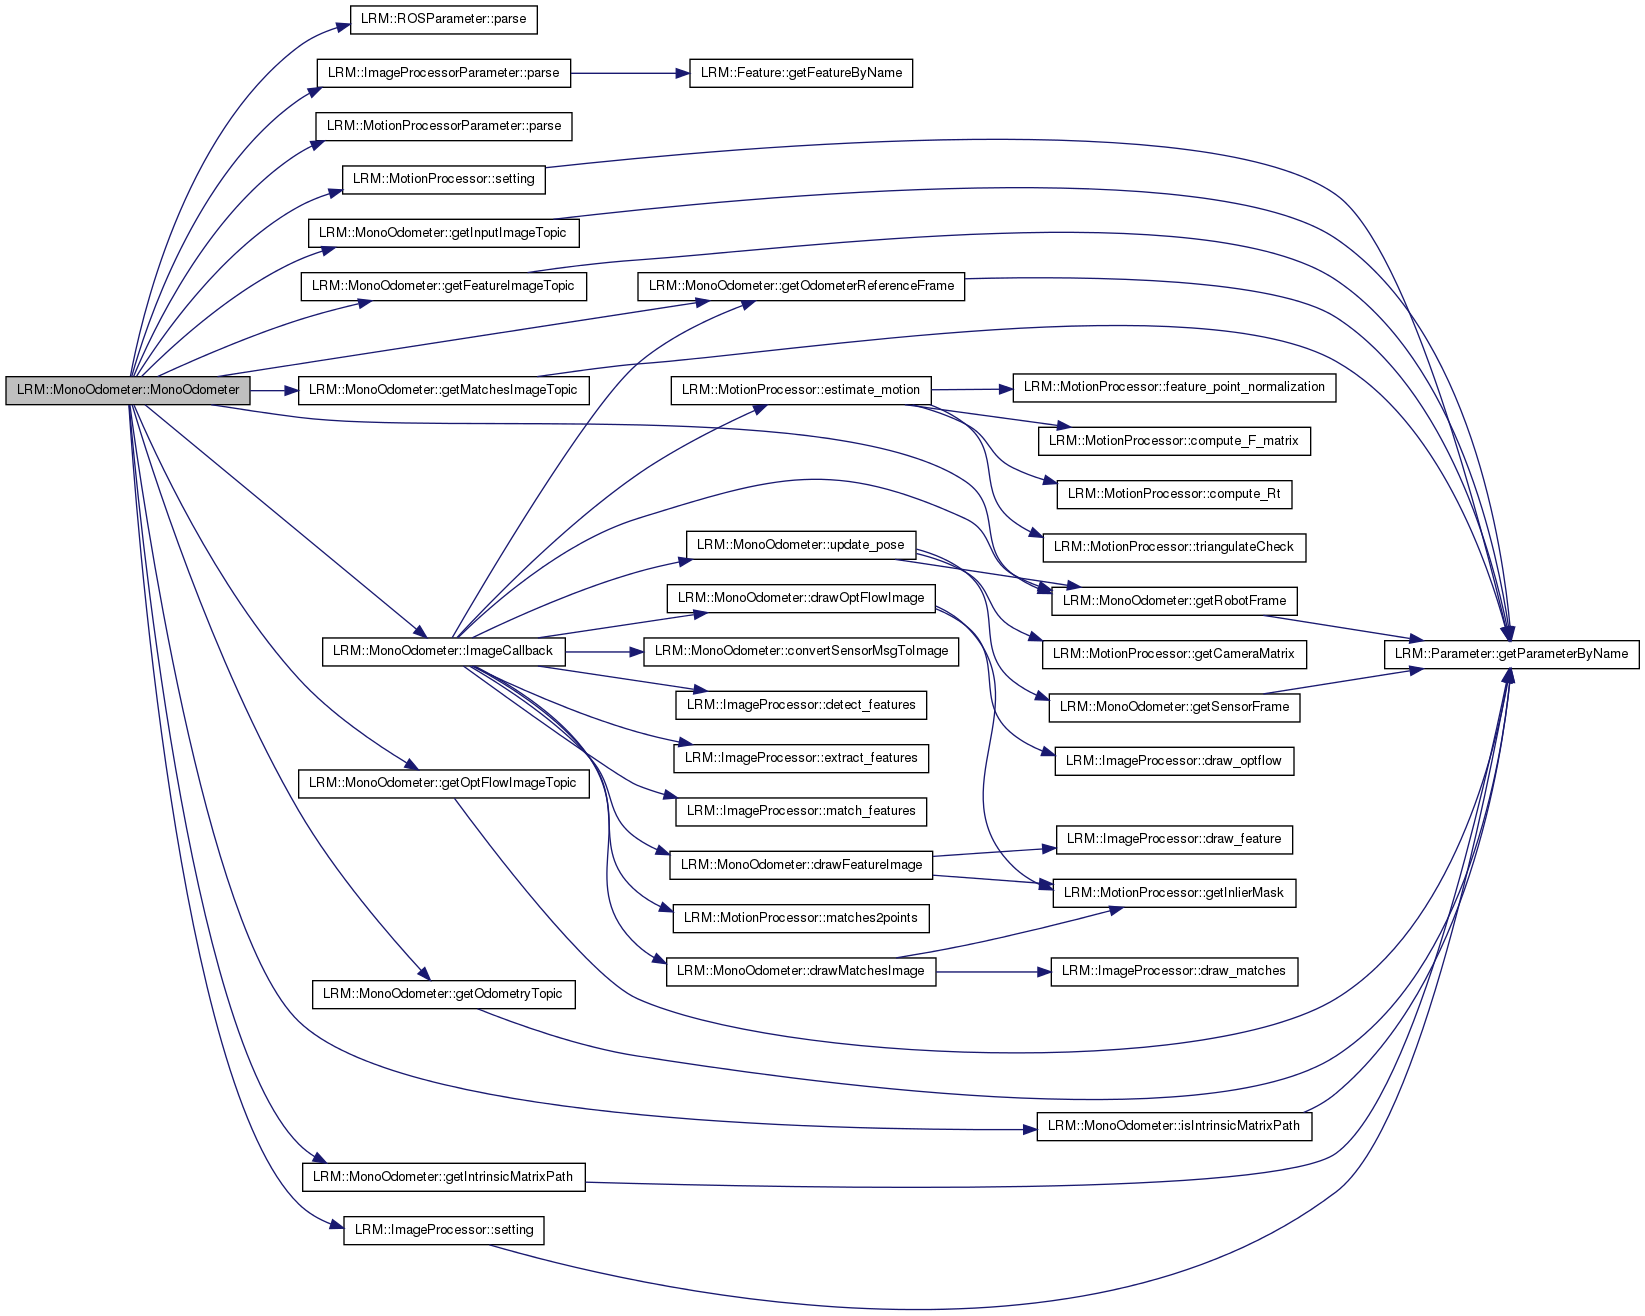 LRM::ROSParameter::parse
LRM::ImageProcessorParameter::parse
LRM::Feature::getFeatureByName
LRM::MotionProcessorParameter::parse
LRM::MotionProcessor::setting
LRM::MonoOdometer::getInputImageTopic
LRM::MonoOdometer::getFeatureImageTopic
LRM::MonoOdometer::getOdometerReferenceFrame
LRM::MonoOdometer::MonoOdometer
LRM::MonoOdometer::getMatchesImageTopic
LRM::MotionProcessor::estimate_motion
LRM::MotionProcessor::feature_point_normalization
LRM::MotionProcessor::compute_F_matrix
LRM::MotionProcessor::compute_Rt
LRM::MonoOdometer::update_pose
LRM::MotionProcessor::triangulateCheck
LRM::MonoOdometer::drawOptFlowImage
LRM::MonoOdometer::getRobotFrame
LRM::MonoOdometer::ImageCallback
LRM::MonoOdometer::convertSensorMsgToImage
LRM::MotionProcessor::getCameraMatrix
LRM::Parameter::getParameterByName
LRM::ImageProcessor::detect_features
LRM::MonoOdometer::getSensorFrame
LRM::ImageProcessor::extract_features
LRM::ImageProcessor::draw_optflow
LRM::MonoOdometer::getOptFlowImageTopic
LRM::ImageProcessor::match_features
LRM::ImageProcessor::draw_feature
LRM::MonoOdometer::drawFeatureImage
LRM::MotionProcessor::getInlierMask
LRM::MotionProcessor::matches2points
LRM::MonoOdometer::drawMatchesImage
LRM::ImageProcessor::draw_matches
LRM::MonoOdometer::getOdometryTopic
LRM::MonoOdometer::isIntrinsicMatrixPath
LRM::MonoOdometer::getIntrinsicMatrixPath
LRM::ImageProcessor::setting